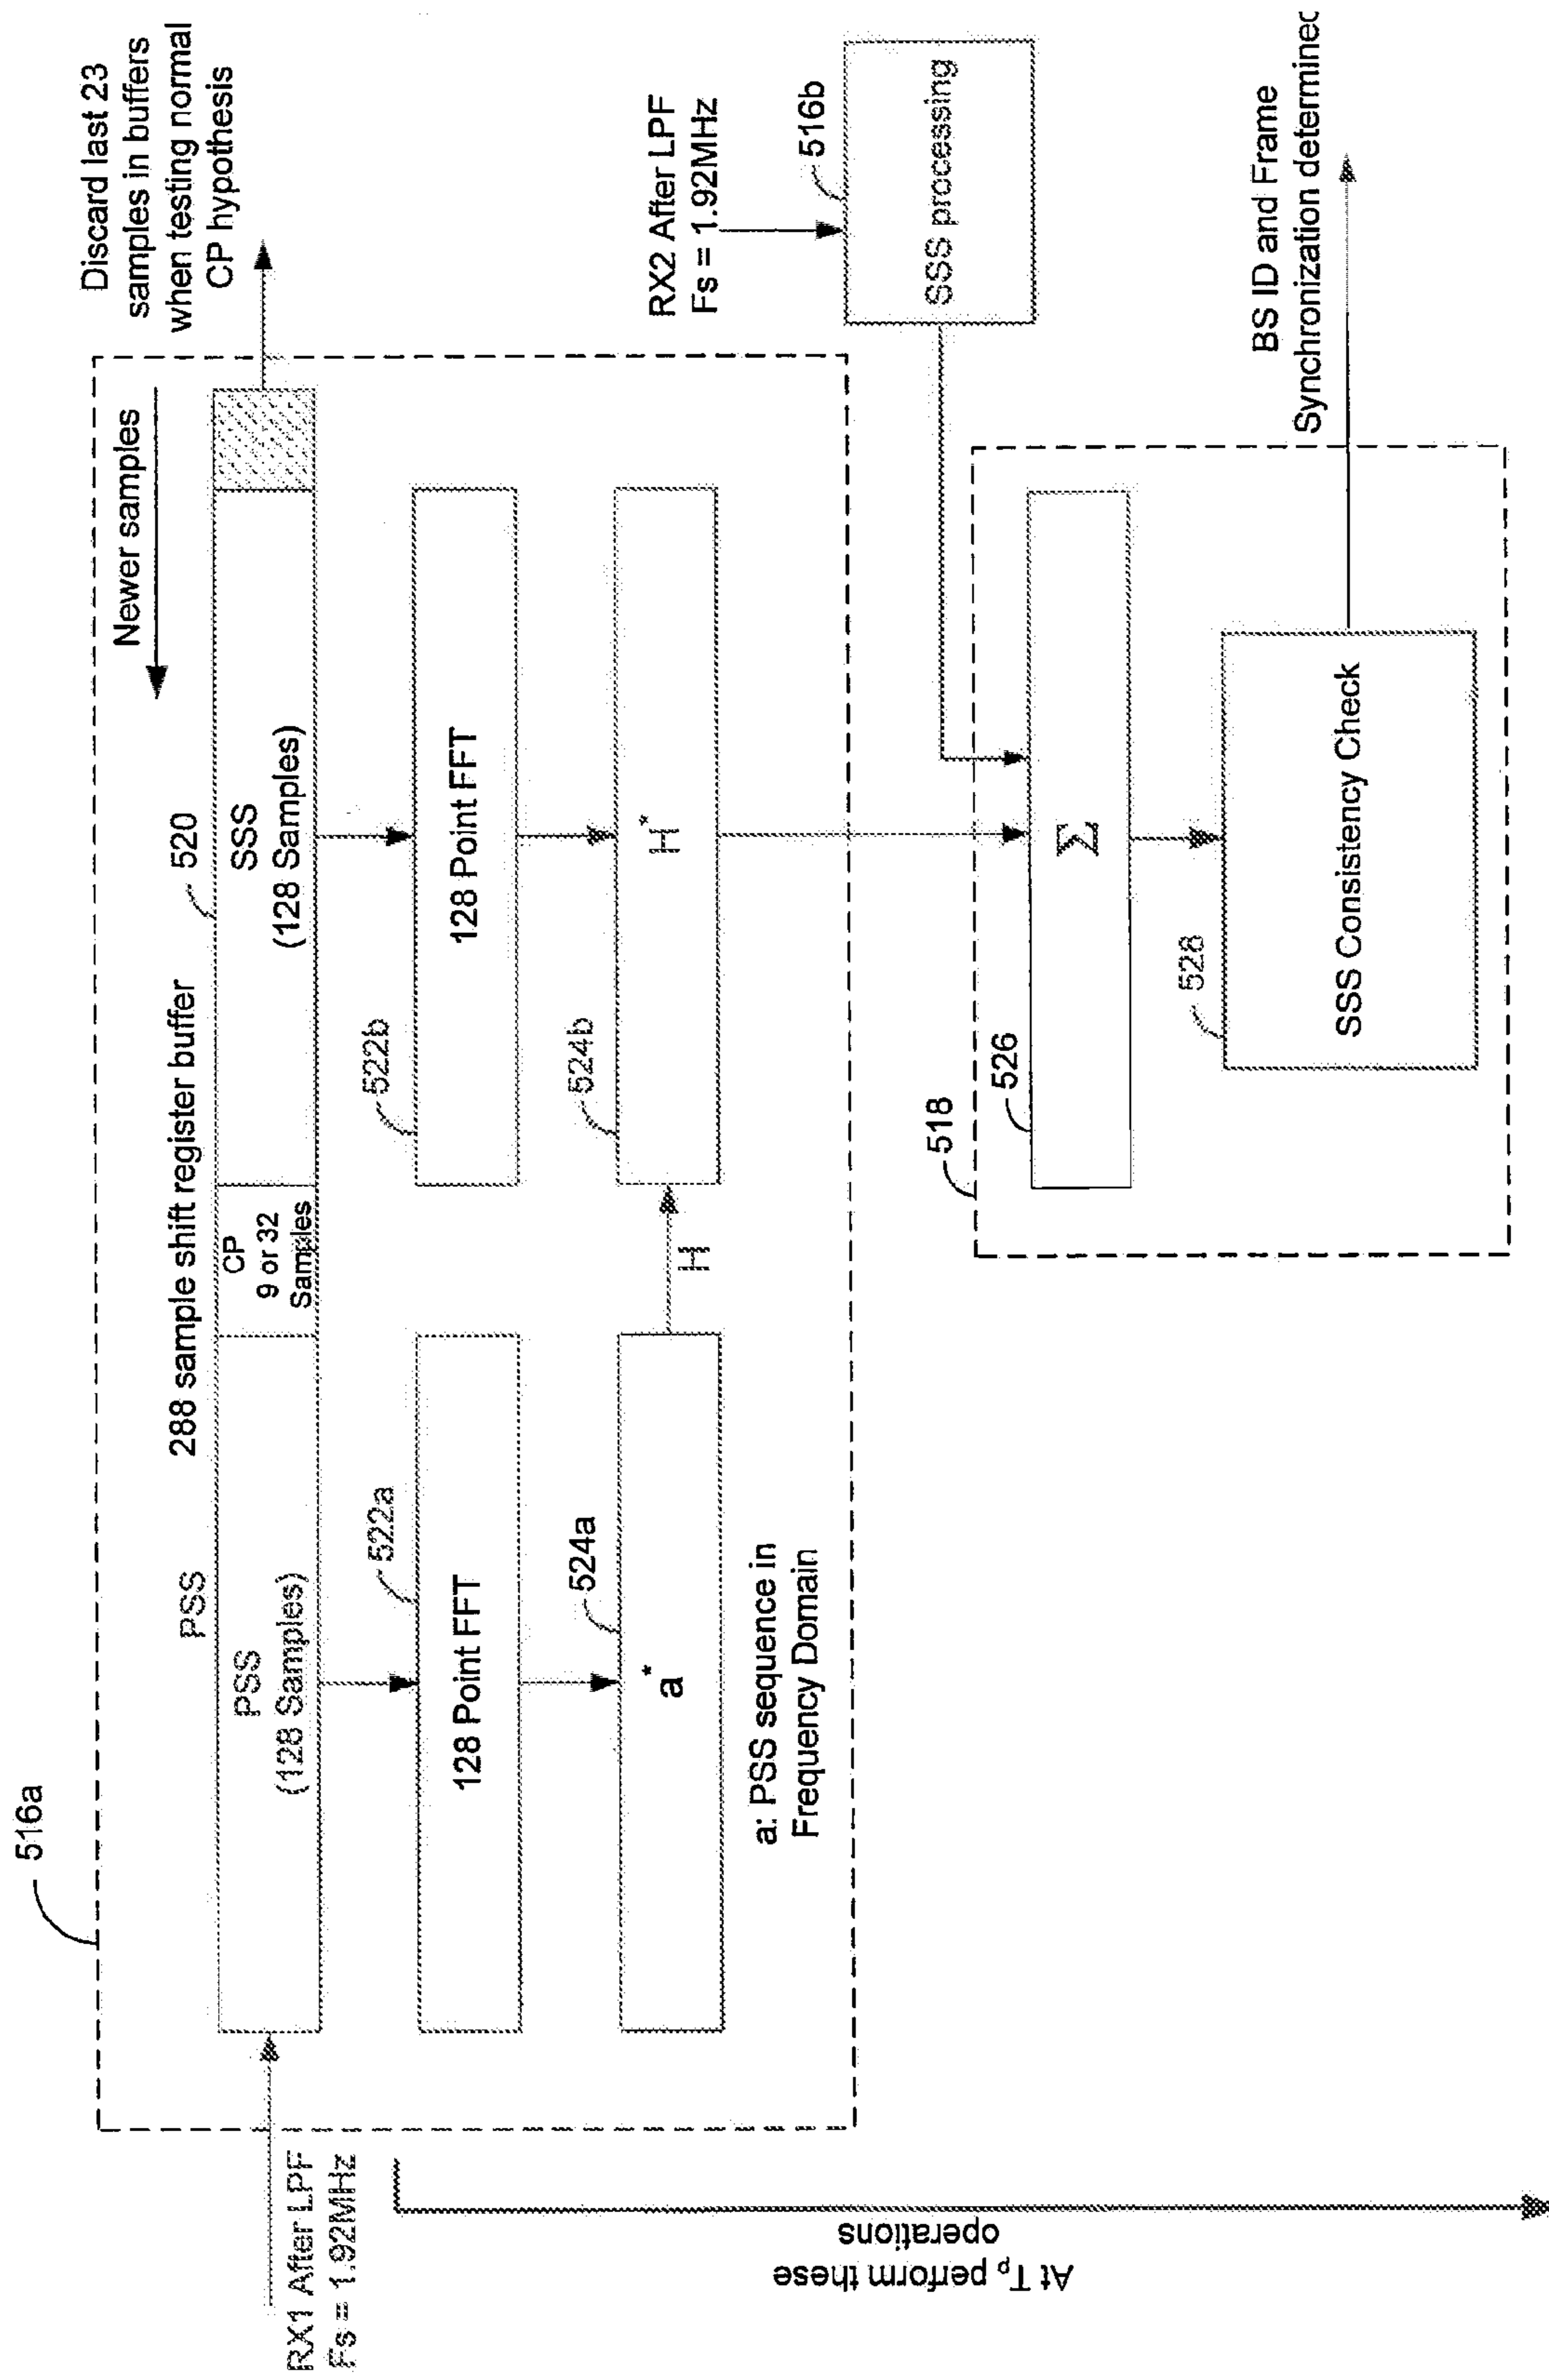 516a
Discard last 23
samples in buffers
when testing normal
CP hypothesis
Newer samples
PSS
288 sample shift register buffer
520
RX1 After LPF
Fs = 1.92MHz
PSS
(128 Samples)
CP
9 or 32
Samples
SSS
(128 Samples)
522a
128 Point FFT
522b
128 Point FFT
524a
a*
H
524b
H*
a: PSS sequence in
Frequency Domain
RX2 After LPF
Fs = 1.92MHz
516b
SSS processing
At Tp perform these
operations
518
526
Σ
528
SSS Consistency Check
BS ID and Frame
Synchronization determined